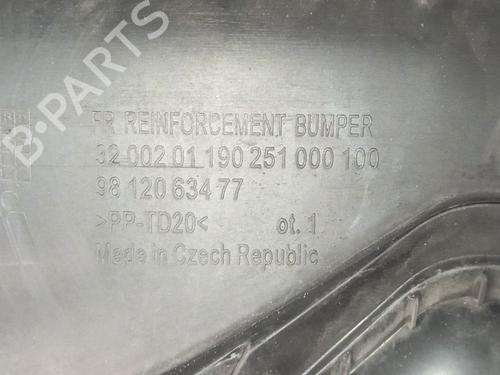 B-PARTS
FR REINFORCEMENT BUMPER
32 002 01 190 251 000 100
98 120 634 77
>PP-TD20< ot. 1
Made in Czech Republic